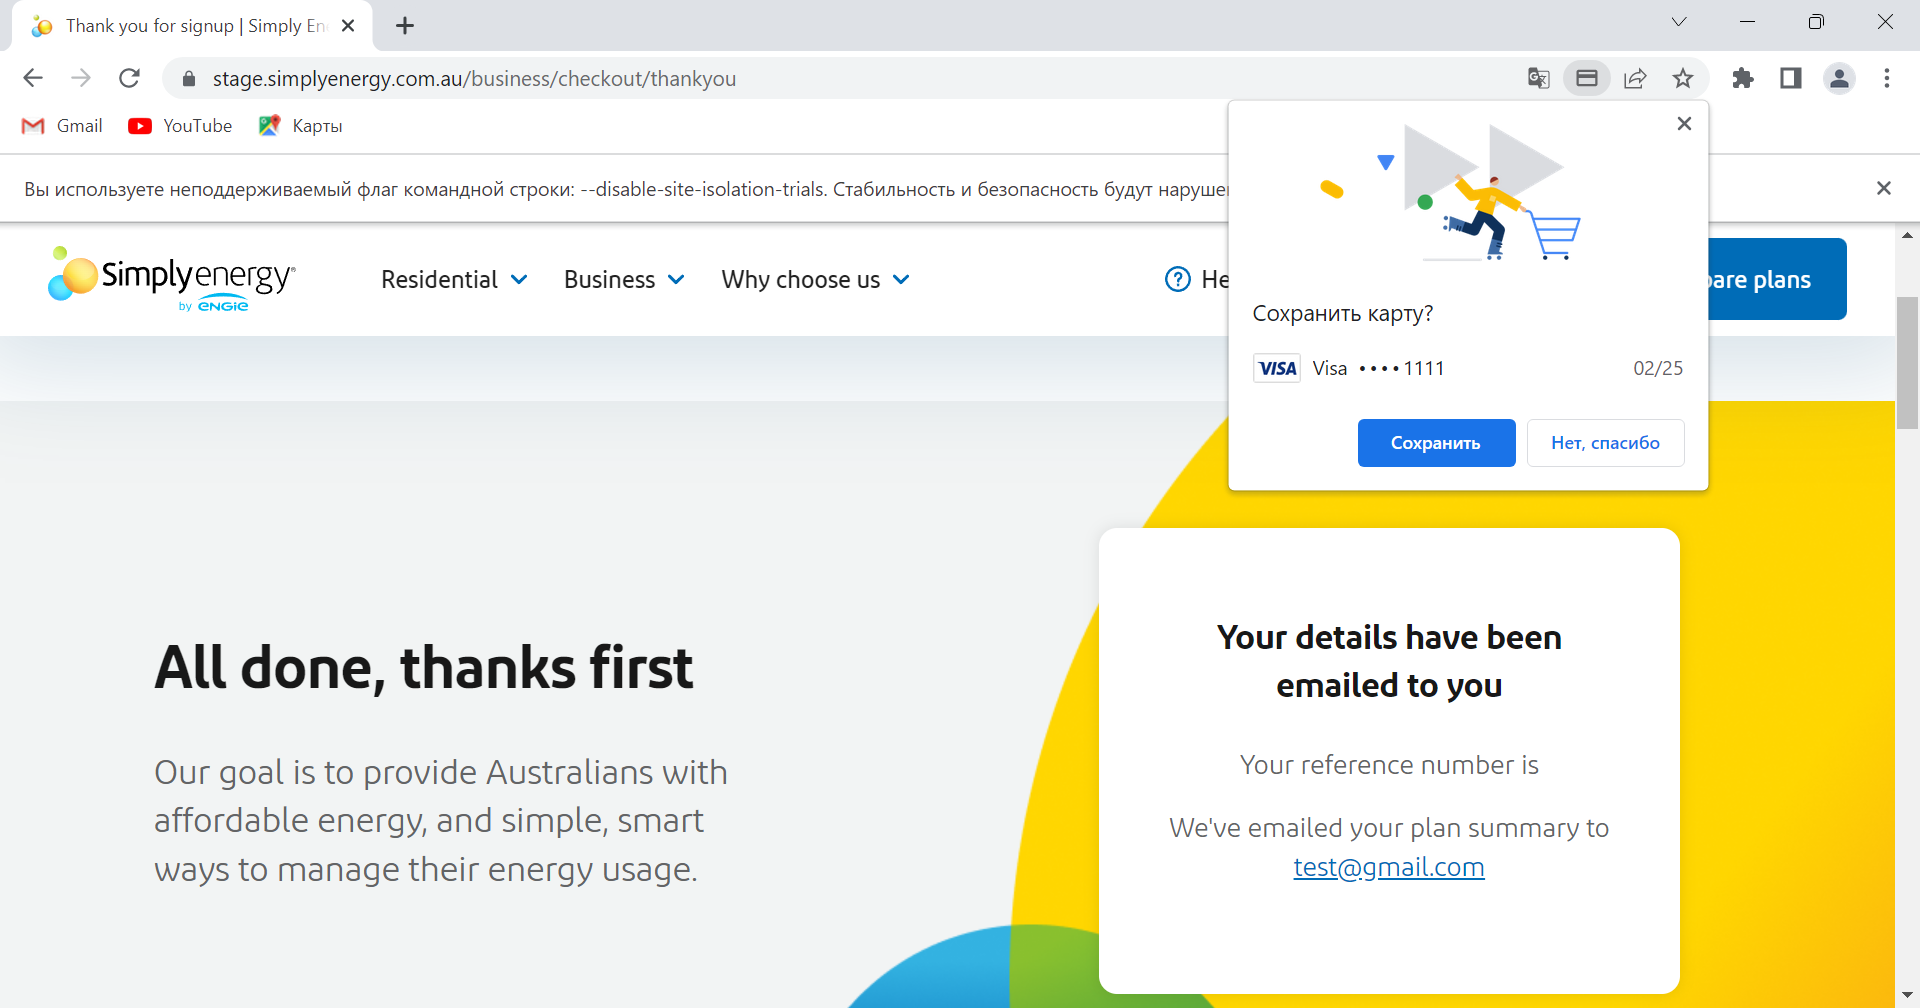 Thank you for signup | Simply En
stage.simplyenergy.com.au/business/checkout/thankyou
Gmail
YouTube
Карты
Вы используете неподдерживаемый флаг командной строки: --disable-site-isolation-trials. Стабильность и безопасность будут наруше
Simplyenergy
by ENGIE
Residential
Business
Why choose us
? He
are plans
Сохранить карту?
VISA Visa •••• 1111 02/25
Сохранить
Нет, спасибо
All done, thanks first
Our goal is to provide Australians with
affordable energy, and simple, smart
ways to manage their energy usage.
Your details have been
emailed to you
Your reference number is
We've emailed your plan summary to
test@gmail.com